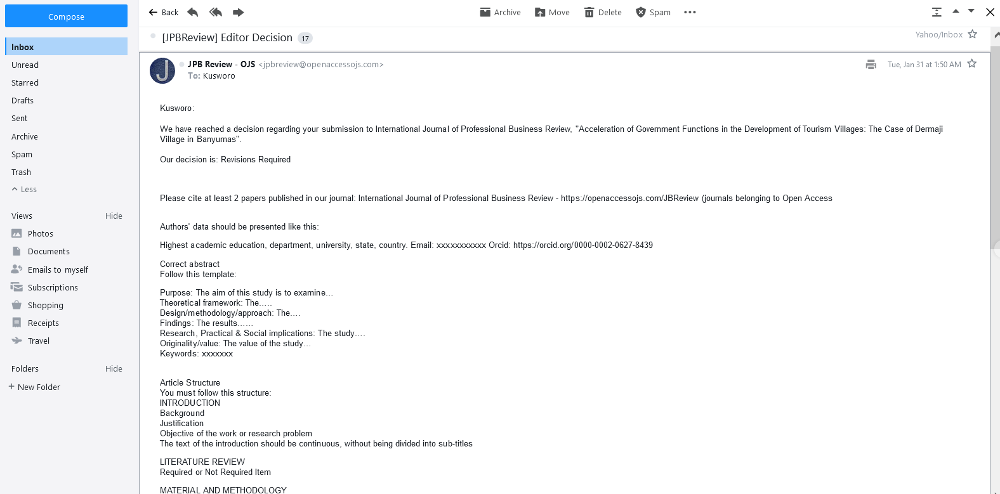 Compose
Inbox
Unread
Starred
Drafts
Sent
Archive
Spam
Trash
Less
Views Hide
Photos
Documents
Emails to myself
Subscriptions
Shopping
Receipts
Travel
Folders Hide
+ New Folder
Back Archive Move Delete Spam
[JPBReview] Editor Decision 17 Yahoo/Inbox
J JPB Review - OJS <jpbreview@openaccessojs.com> Tue, Jan 31 at 1:50 AM
To: Kusworo
Kusworo:
We have reached a decision regarding your submission to International Journal of Professional Business Review, "Acceleration of Government Functions in the Development of Tourism Villages: The Case of Dermaji
Village in Banyumas".
Our decision is: Revisions Required
Please cite at least 2 papers published in our journal: International Journal of Professional Business Review - https://openaccessojs.com/JBReview (journals belonging to Open Access
Authors' data should be presented like this:
Highest academic education, department, university, state, country. Email: xxxxxxxxxxx Orcid: https://orcid.org/0000-0002-0627-8439
Correct abstract
Follow this template:
Purpose: The aim of this study is to examine…
Theoretical framework: The…..
Design/methodology/approach: The….
Findings: The results……
Research, Practical & Social implications: The study….
Originality/value: The value of the study…
Keywords: xxxxxxx
Article Structure
You must follow this structure:
INTRODUCTION
Background
Justification
Objective of the work or research problem
The text of the introduction should be continuous, without being divided into sub-titles
LITERATURE REVIEW
Required or Not Required Item
MATERIAL AND METHODOLOGY